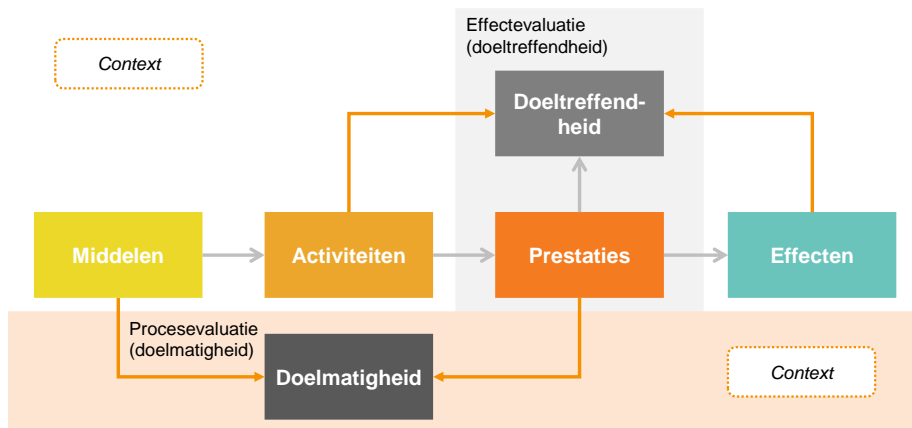 Effectevaluatie
(doeltreffendheid)
Context
Doeltreffend-
heid
Middelen
Activiteiten
Prestaties
Effecten
Procesevaluatie
(doelmatigheid)
Doelmatigheid
Context